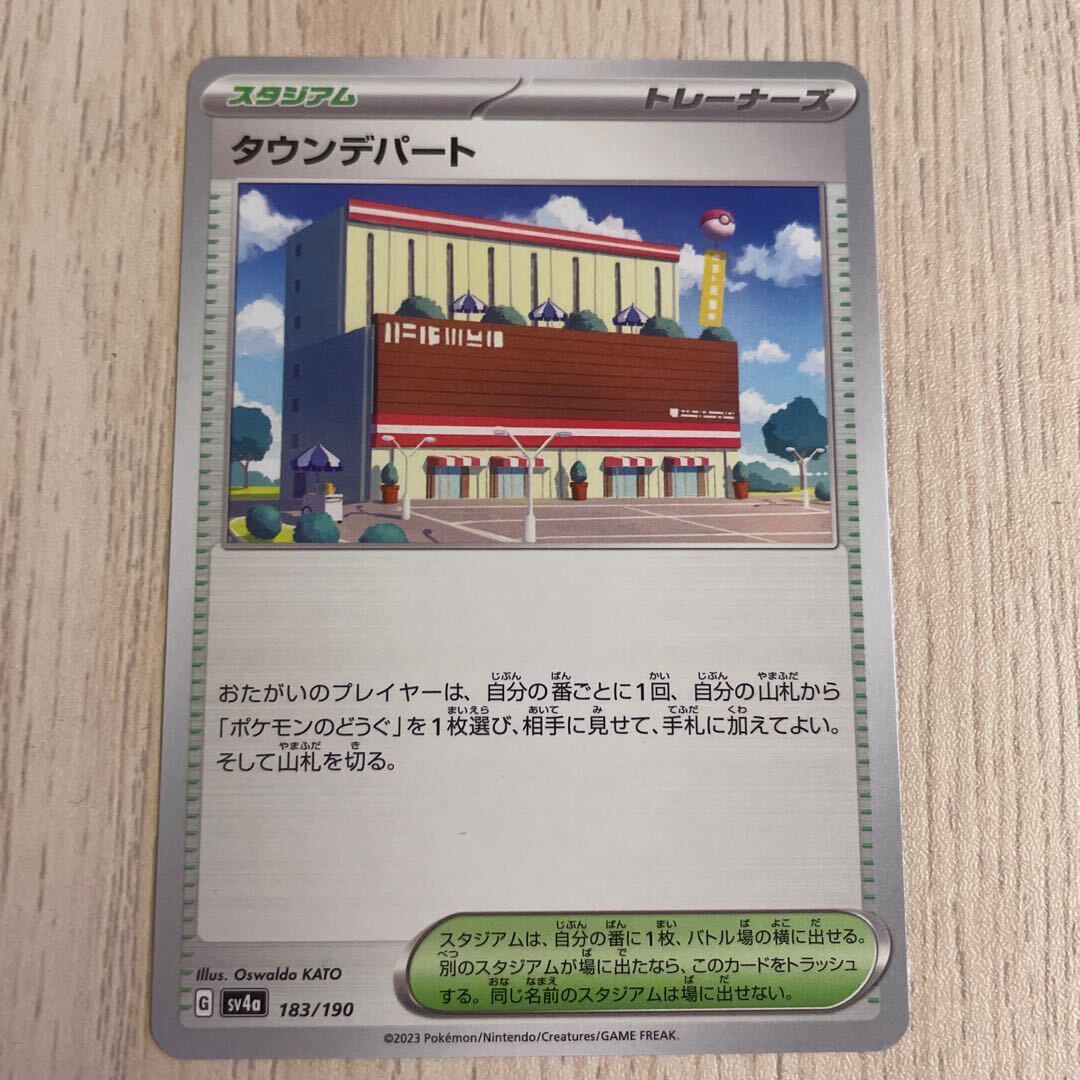 スタジアム トレーナーズ
タウンデパート
おたがいのプレイヤーは、自分の番ごとに1回、自分の山札から
「ポケモンのどうぐ」を1枚選び、相手に見せて、手札に加えてよい。
そして山札を切る。
スタジアムは、自分の番に1枚、バトル場の横に出せる。
別のスタジアムが場に出たなら、このカードをトラッシュ
する。同じ名前のスタジアムは場に出せない。
Illus. Oswaldo KATO
G sv4a 183/190
©2023 Pokémon/Nintendo/Creatures/GAME FREAK.